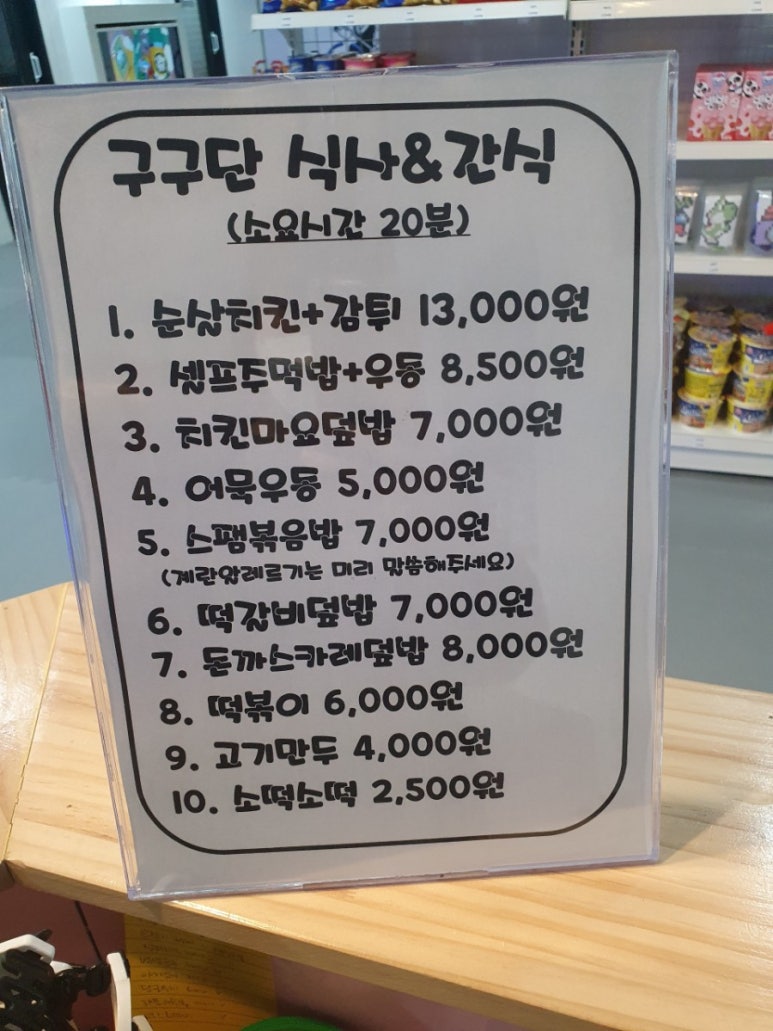 구구단 식사&간식
(소요시간 20분)
1. 순살치킨+감튀 13,000원
2. 셀프주먹밥+우동 8,500원
3. 치킨마요덮밥 7,000원
4. 어묵우동 5,000원
5. 스팸볶음밥 7,000원
(계란알레르기는 미리 말씀해주세요)
6. 떡갈비덮밥 7,000원
7. 돈까스카레덮밥 8,000원
8. 떡볶이 6,000원
9. 고기만두 4,000원
10. 소떡소떡 2,500원